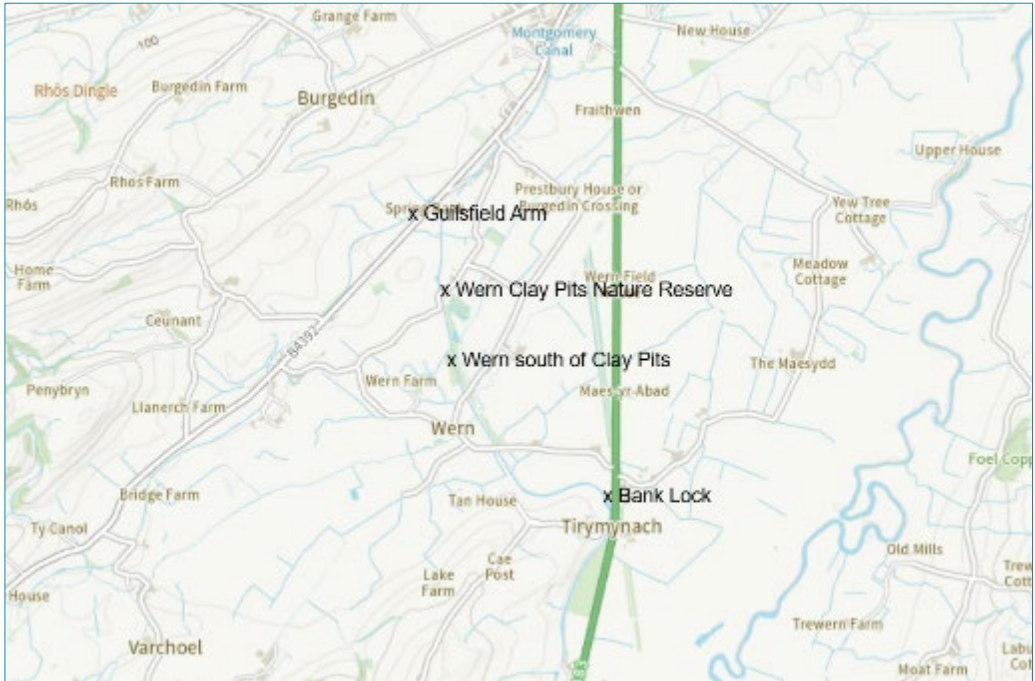 Grange Farm
Montgomery
Canal
New House
100
Rhôs Dingle
Burgedin Farm
Burgedin
Fraithwen
Upper House
Rhos Farm
Prestbury House or
Burgedin Crossing
Yew Tree
Cottage
Rhôs
x Guilsfield Arm
Home
Farm
Wern Field
x Wern Clay Pits Nature Reserve
Meadow
Cottage
Ceunant
B4392
x Wern south of Clay Pits
The Maesydd
Penybryn
Wern Farm
Maes-yr-Abad
Llanerch Farm
Wern
Foel Copp
Bridge Farm
Tan House
x Bank Lock
Ty Canol
Tirymynach
Old Mills
Cae
Post
Lake
Farm
House
Trewern Farm
Varchoel
Moat Farm